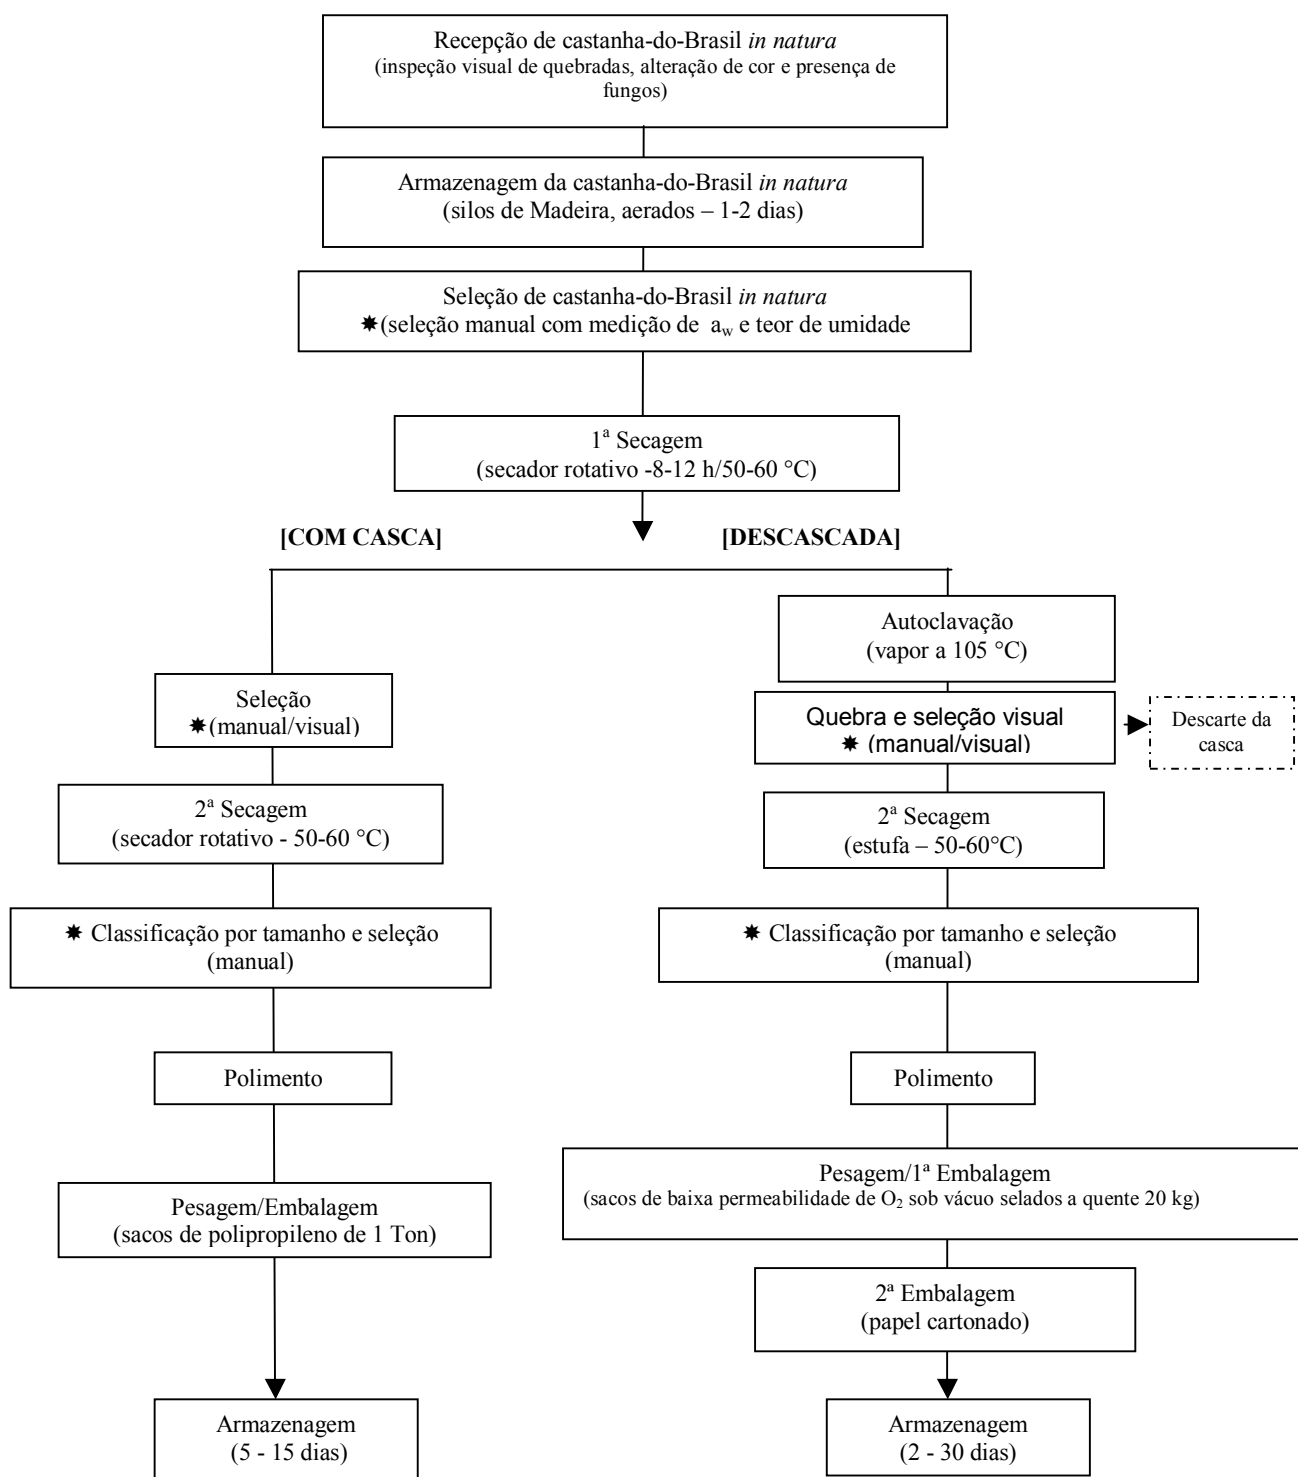 Recepção de castanha-do-Brasil in natura
(inspeção visual de quebradas, alteração de cor e presença de
fungos)
Armazenagem da castanha-do-Brasil in natura
(silos de Madeira, aerados – 1-2 dias)
Seleção de castanha-do-Brasil in natura
✷(seleção manual com medição de a_w e teor de umidade
1ª Secagem
(secador rotativo -8-12 h/50-60 °C)
[COM CASCA]
[DESCASCADA]
Seleção
✷(manual/visual)
2ª Secagem
(secador rotativo - 50-60 °C)
✷ Classificação por tamanho e seleção
(manual)
Polimento
Pesagem/Embalagem
(sacos de polipropileno de 1 Ton)
Armazenagem
(5 - 15 dias)
Autoclavação
(vapor a 105 °C)
Quebra e seleção visual
✷ (manual/visual)
Descarte da
casca
2ª Secagem
(estufa – 50-60°C)
✷ Classificação por tamanho e seleção
(manual)
Polimento
Pesagem/1ª Embalagem
(sacos de baixa permeabilidade de O₂ sob vácuo selados a quente 20 kg)
2ª Embalagem
(papel cartonado)
Armazenagem
(2 - 30 dias)